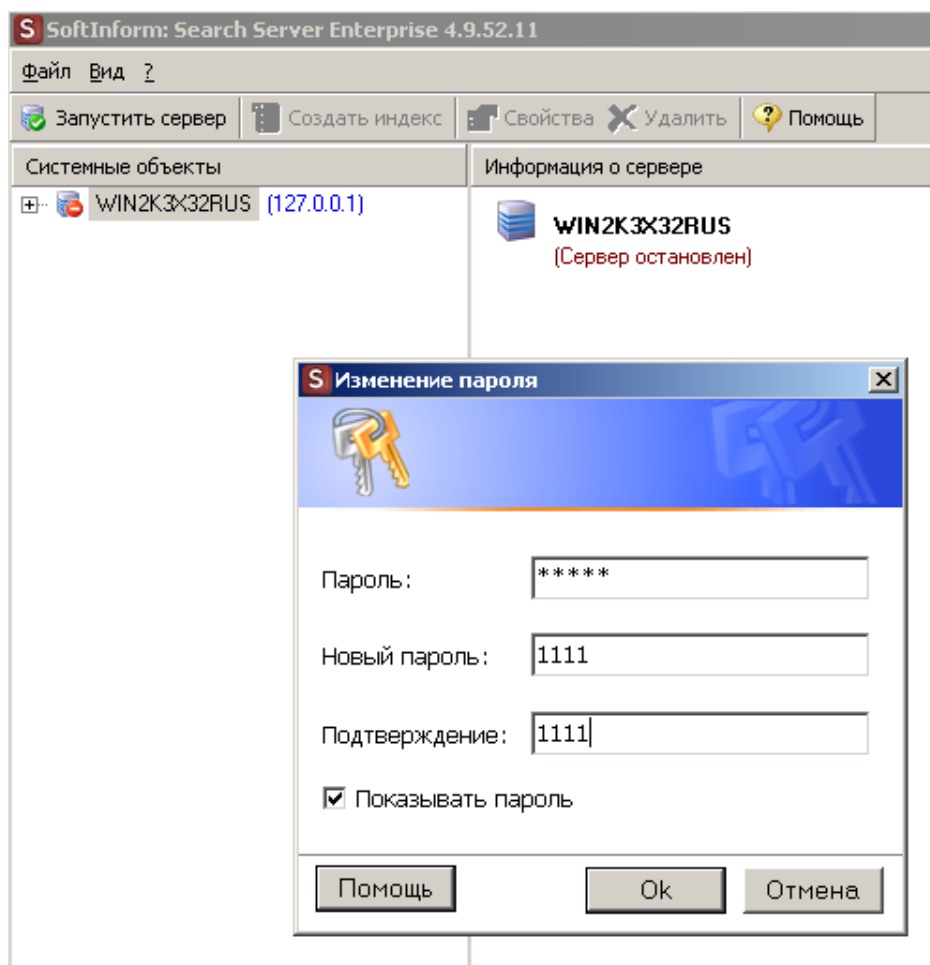 SoftInform: Search Server Enterprise 4.9.52.11
Файл Вид ?
Запустить сервер Создать индекс Свойства Удалить Помощь
Системные объекты
Информация о сервере
WIN2K3X32RUS (127.0.0.1)
WIN2K3X32RUS
(Сервер остановлен)
Изменение пароля
Пароль: *****
Новый пароль: 1111
Подтверждение: 1111
Показывать пароль
Помощь Ok Отмена